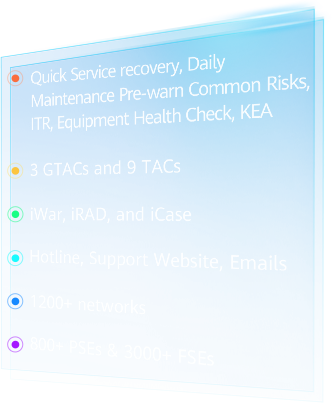 Quick Service recovery, Daily
Maintenance Pre-warn Common Risks,
ITR, Equipment Health Check, KEA
3 GTACs and 9 TACs
iWar, iRAD, and iCase
Hotline, Support Website, Emails
1200+ networks
800+ PSEs & 3000+ FSEs